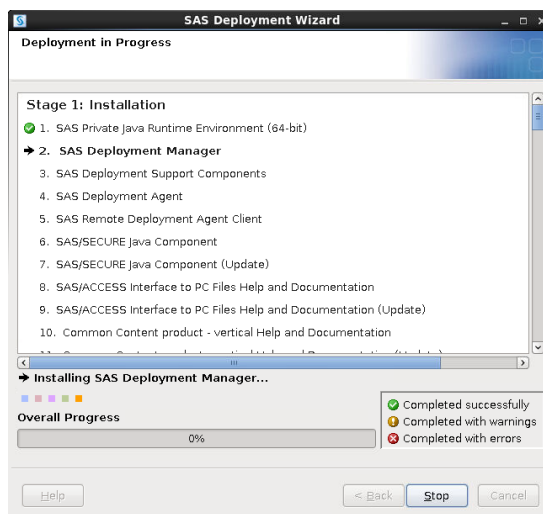 SAS Deployment Wizard
Deployment in Progress
Stage 1: Installation
1. SAS Private Java Runtime Environment (64-bit)
2. SAS Deployment Manager
3. SAS Deployment Support Components
4. SAS Deployment Agent
5. SAS Remote Deployment Agent Client
6. SAS/SECURE Java Component
7. SAS/SECURE Java Component (Update)
8. SAS/ACCESS Interface to PC Files Help and Documentation
9. SAS/ACCESS Interface to PC Files Help and Documentation (Update)
10. Common Content product - vertical Help and Documentation
Installing SAS Deployment Manager...
Overall Progress
0%
Completed successfully
Completed with warnings
Completed with errors
Help
< Back
Stop
Cancel